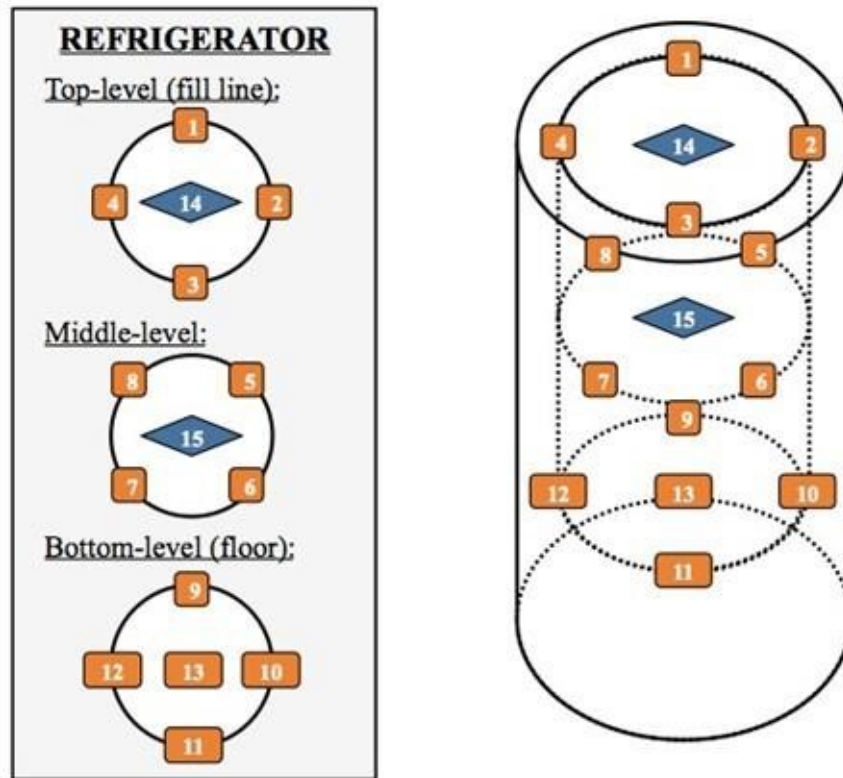 REFRIGERATOR
Top-level (fill line):
1
4 14 2
3
Middle-level:
8 5
15
7 6
Bottom-level (floor):
9
12 13 10
11
1
4 14 2
3
8 5
15
7 6
9
12 13 10
11